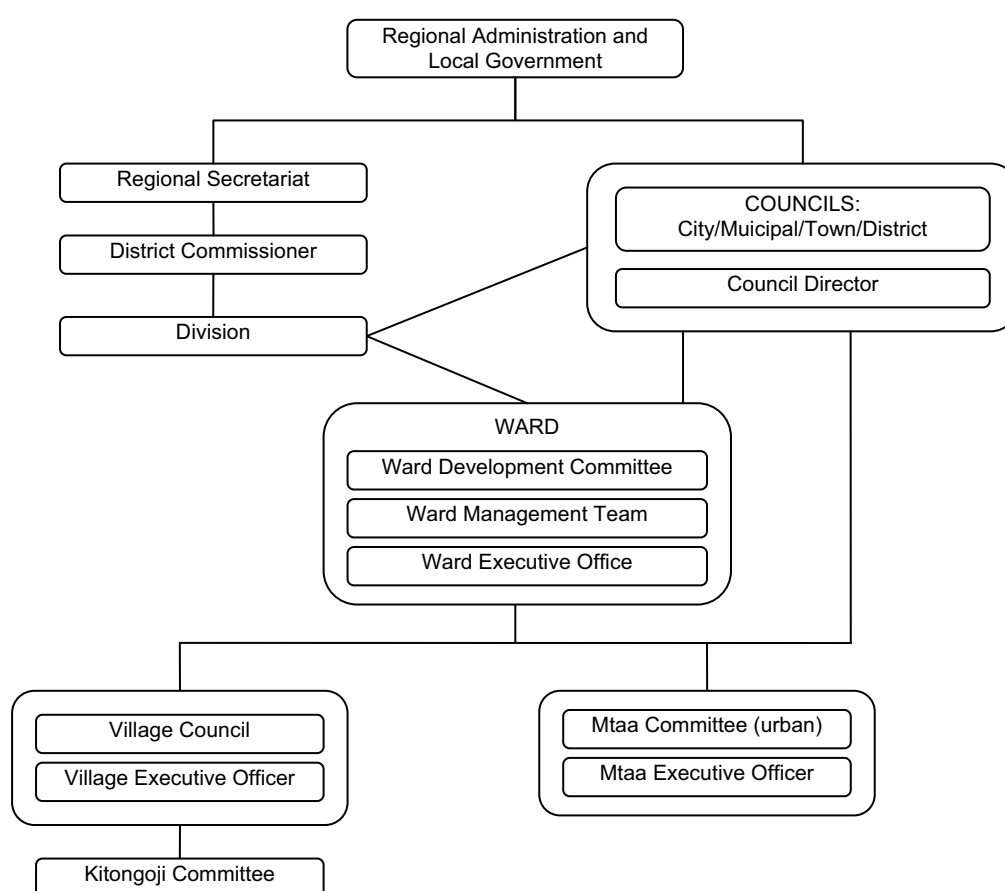 Regional Administration and
Local Government
Regional Secretariat
COUNCILS:
City/Muicipal/Town/District
District Commissioner
Council Director
Division
WARD
Ward Development Committee
Ward Management Team
Ward Executive Office
Village Council
Village Executive Officer
Mtaa Committee (urban)
Mtaa Executive Officer
Kitongoji Committee